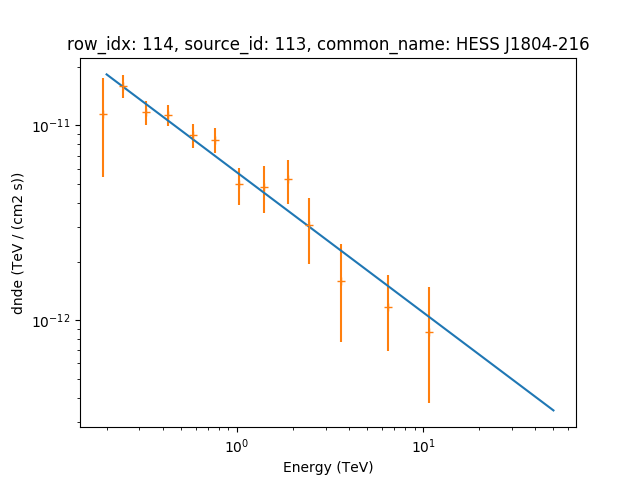 row_idx: 114, source_id: 113, common_name: HESS J1804-216
dnde (TeV / (cm2 s))
10⁻¹¹
10⁻¹²
10⁰
10¹
Energy (TeV)